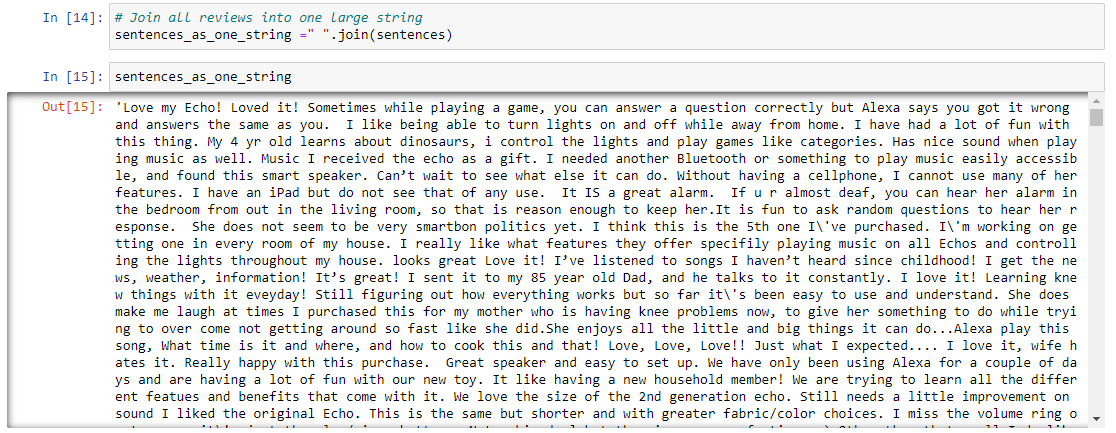 In [14]: # Join all reviews into one large string
sentences_as_one_string =" ".join(sentences)
In [15]: sentences_as_one_string
Out[15]: 'Love my Echo! Loved it! Sometimes while playing a game, you can answer a question correctly but Alexa says you got it wrong
and answers the same as you.  I like being able to turn lights on and off while away from home. I have had a lot of fun with
this thing. My 4 yr old learns about dinosaurs, i control the lights and play games like categories. Has nice sound when play
ing music as well. Music I received the echo as a gift. I needed another Bluetooth or something to play music easily accessib
le, and found this smart speaker. Can’t wait to see what else it can do. Without having a cellphone, I cannot use many of her
features. I have an iPad but do not see that of any use.  It IS a great alarm.  If u r almost deaf, you can hear her alarm in
the bedroom from out in the living room, so that is reason enough to keep her.It is fun to ask random questions to hear her r
esponse.  She does not seem to be very smartbon politics yet. I think this is the 5th one I\'ve purchased. I\'m working on ge
tting one in every room of my house. I really like what features they offer specifily playing music on all Echos and controll
ing the lights throughout my house. looks great Love it! I’ve listened to songs I haven’t heard since childhood! I get the ne
ws, weather, information! It’s great! I sent it to my 85 year old Dad, and he talks to it constantly. I love it! Learning kne
w things with it eveyday! Still figuring out how everything works but so far it\'s been easy to use and understand. She does
make me laugh at times I purchased this for my mother who is having knee problems now, to give her something to do while tryi
ng to over come not getting around so fast like she did.She enjoys all the little and big things it can do...Alexa play this
song, What time is it and where, and how to cook this and that! Love, Love, Love!! Just what I expected.... I love it, wife h
ates it. Really happy with this purchase.  Great speaker and easy to set up. We have only been using Alexa for a couple of da
ys and are having a lot of fun with our new toy. It like having a new household member! We are trying to learn all the differ
ent featues and benefits that come with it. We love the size of the 2nd generation echo. Still needs a little improvement on
sound I liked the original Echo. This is the same but shorter and with greater fabric/color choices. I miss the volume ring o